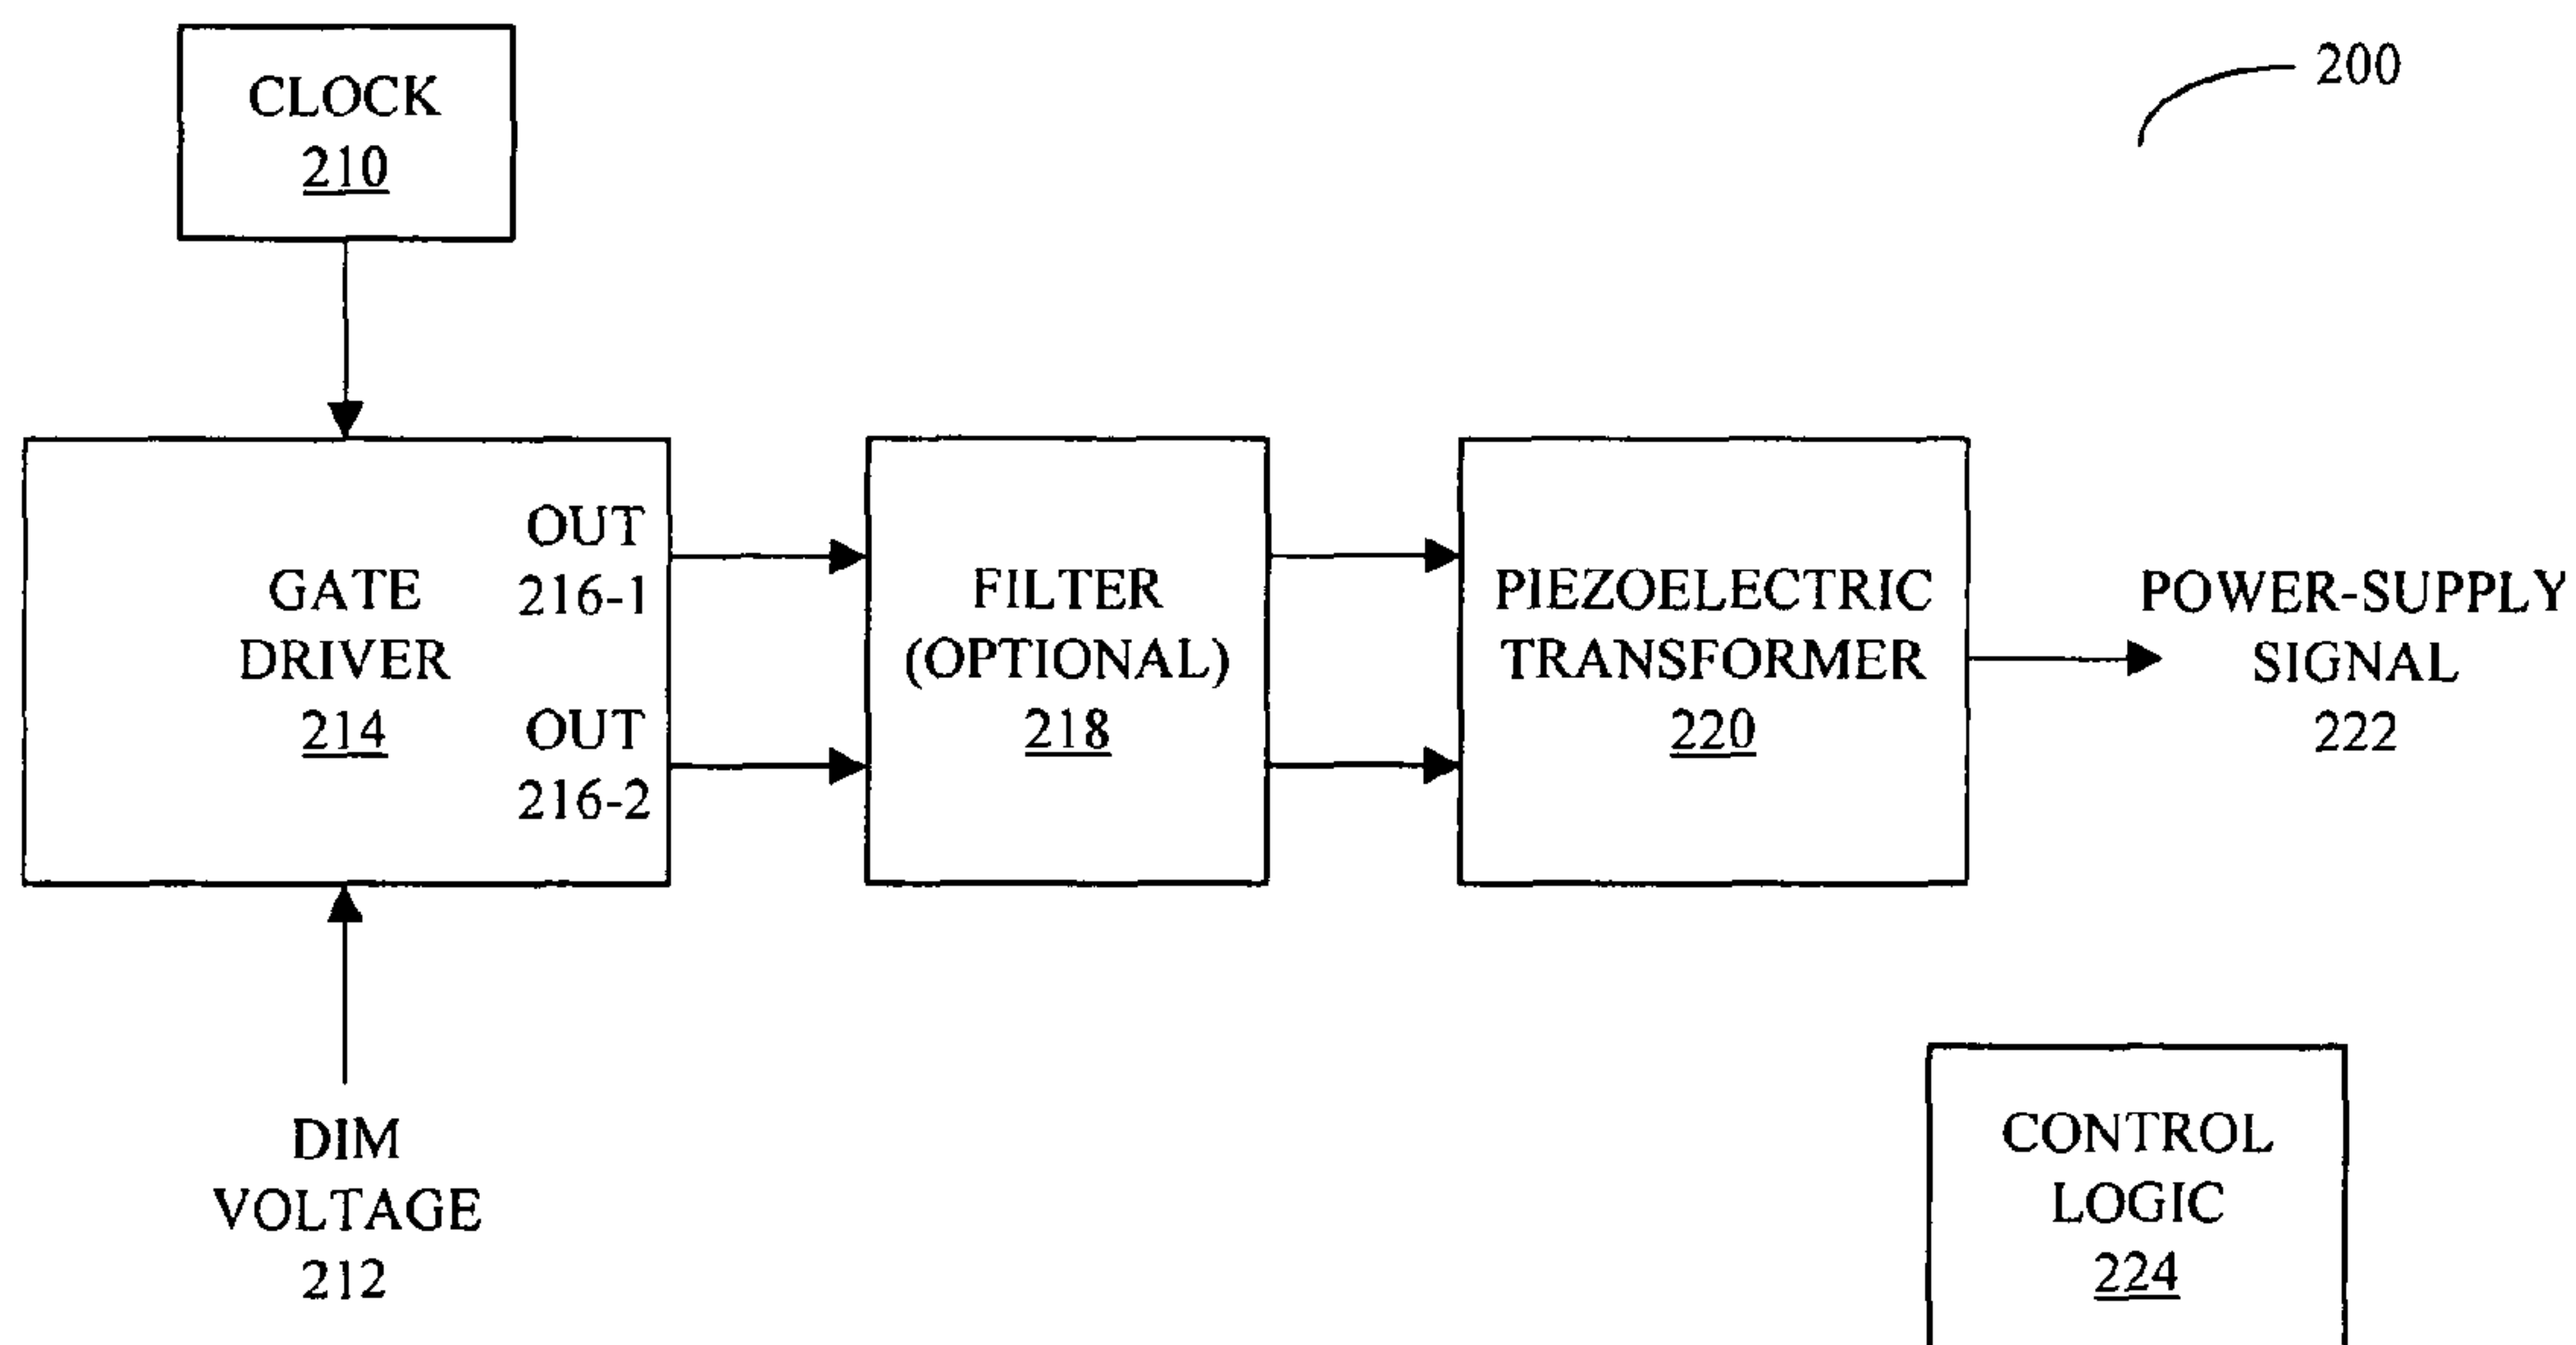 CLOCK
210
200
OUT
216-1
GATE
DRIVER
214
OUT
216-2
FILTER
(OPTIONAL)
218
PIEZOELECTRIC
TRANSFORMER
220
POWER-SUPPLY
SIGNAL
222
DIM
VOLTAGE
212
CONTROL
LOGIC
224